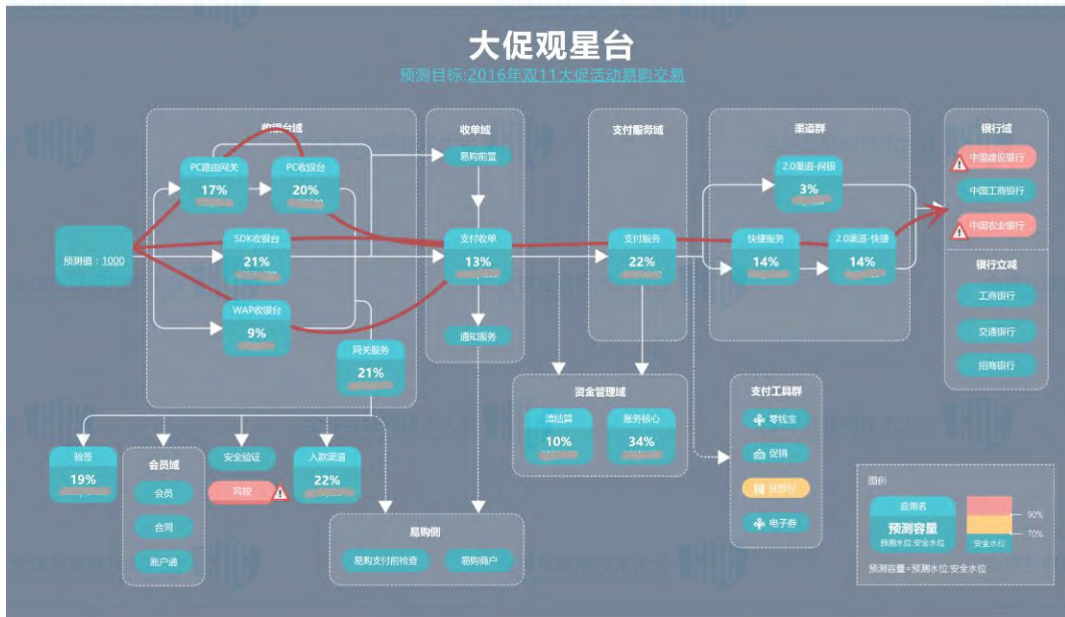 大促观星台
预测目标:2016年双11大促活动易购交易
收银台域
收单域
支付服务域
渠道群
银行域
易购前置
中国建设银行
PC路由网关
17%
PC收银台
20%
2.0渠道-网银
3%
中国工商银行
中国农业银行
预测值：1000
SDK收银台
21%
支付收单
13%
支付服务
22%
快捷服务
14%
2.0渠道-快捷
14%
银行立减
工商银行
WAP收银台
9%
通知服务
交通银行
网关服务
21%
招商银行
资金管理域
支付工具群
清结算
10%
账务核心
34%
零钱宝
促销
电子券
验签
19%
会员域
会员
合同
账户通
安全验证
风控
入款渠道
22%
易购侧
易购支付前检查
易购商户
图例
应用名
预测容量
预测水位:安全水位
90%
70%
安全水位
预测容量=预测水位:安全水位